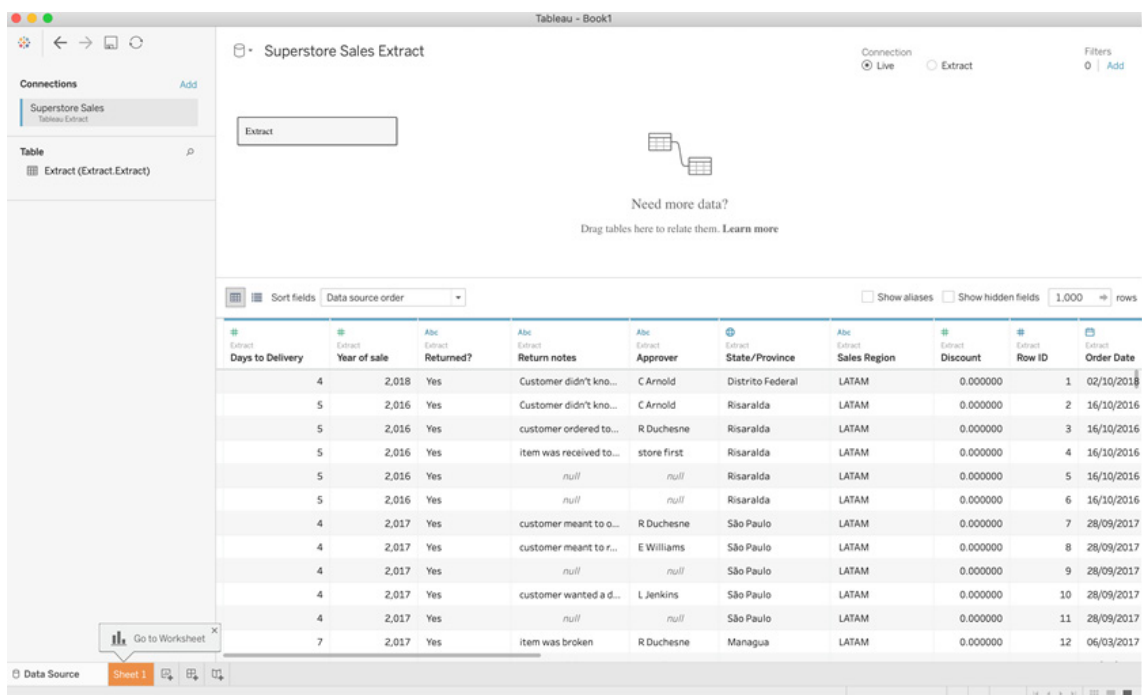 Tableau - Book1
Connections Add
Superstore Sales
Tableau Extract
Table
Extract (Extract.Extract)
Superstore Sales Extract
Connection
Live Extract
Filters
0 Add
Extract
Need more data?
Drag tables here to relate them. Learn more
Sort fields Data source order
Show aliases Show hidden fields 1,000 rows
# # Abc Abc Abc Abc # #
Extract Extract Extract Extract Extract Extract Extract Extract Extract Extract
Days to Delivery Year of sale Returned? Return notes Approver State/Province Sales Region Discount Row ID Order Date
4 2,018 Yes Customer didn't kno... C Arnold Distrito Federal LATAM 0.000000 1 02/10/2018
5 2,016 Yes Customer didn't kno... C Arnold Risaralda LATAM 0.000000 2 16/10/2016
5 2,016 Yes customer ordered to... R Duchesne Risaralda LATAM 0.000000 3 16/10/2016
5 2,016 Yes item was received to... store first Risaralda LATAM 0.000000 4 16/10/2016
5 2,016 Yes null null Risaralda LATAM 0.000000 5 16/10/2016
5 2,016 Yes null null Risaralda LATAM 0.000000 6 16/10/2016
4 2,017 Yes customer meant to o... R Duchesne São Paulo LATAM 0.000000 7 28/09/2017
4 2,017 Yes customer meant to r... E Williams São Paulo LATAM 0.000000 8 28/09/2017
4 2,017 Yes null null São Paulo LATAM 0.000000 9 28/09/2017
4 2,017 Yes customer wanted a d... L Jenkins São Paulo LATAM 0.000000 10 28/09/2017
4 2,017 Yes null null São Paulo LATAM 0.000000 11 28/09/2017
7 2,017 Yes item was broken R Duchesne Managua LATAM 0.000000 12 06/03/2017
Go to Worksheet
Data Source Sheet 1